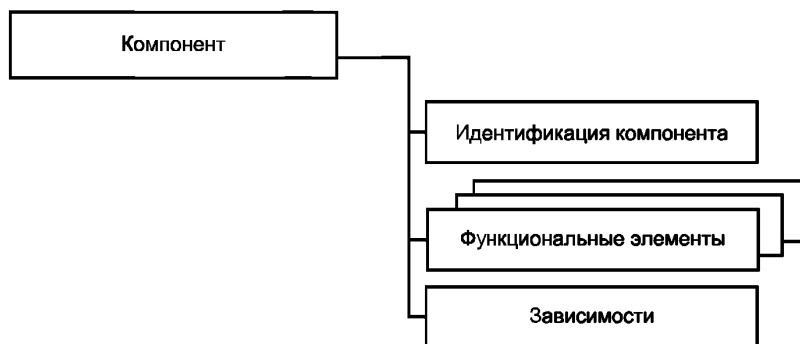 Компонент
Идентификация компонента
Функциональные элементы
Зависимости